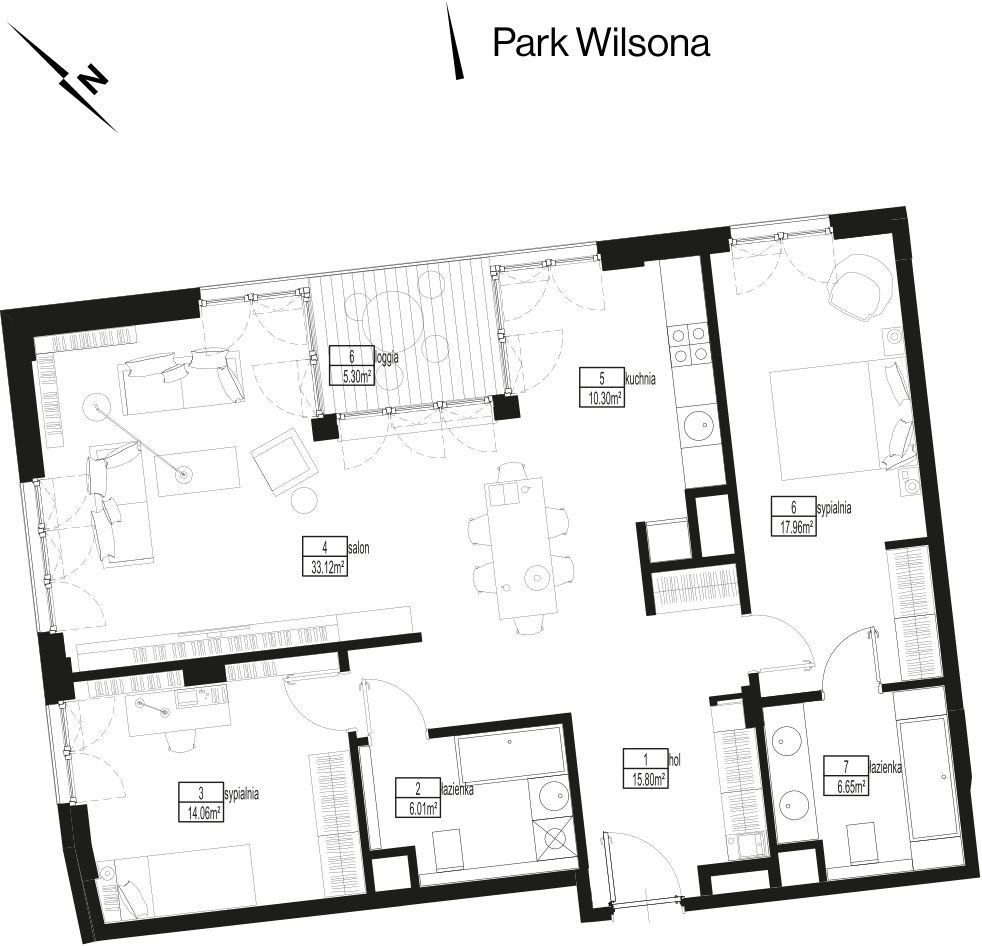 N
Park Wilsona
6 loggia
5.30m²
5 kuchnia
10.30m²
6 sypialnia
17.96m²
4 salon
33.12m²
1 hol
15.80m²
7 łazienka
6.65m²
2 łazienka
6.01m²
3 sypialnia
14.06m²